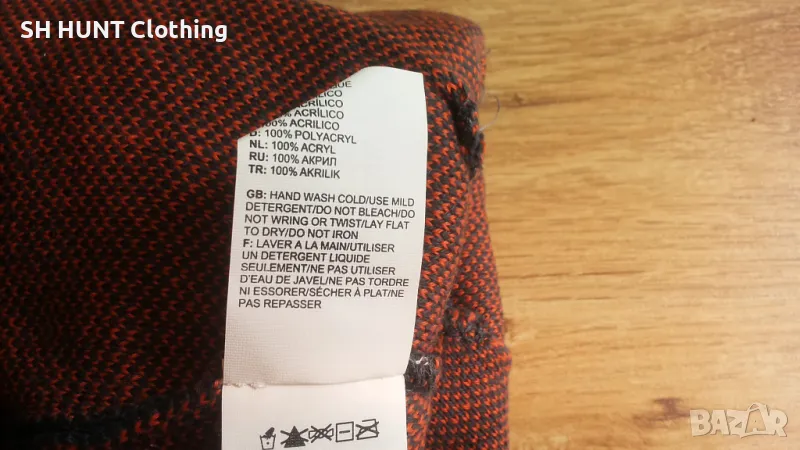 SH HUNT Clothing
ACRÍLICO
ACRÍLICO
100% ACRILICO
D: 100% POLYACRYL
NL: 100% ACRYL
RU: 100% АКРИЛ
TR: 100% AKRILIK
GB: HAND WASH COLD/USE MILD
DETERGENT/DO NOT BLEACH/DO
NOT WRING OR TWIST/LAY FLAT
TO DRY/DO NOT IRON
F: LAVER A LA MAIN/UTILISER
UN DETERGENT LIQUIDE
SEULEMENT/NE PAS UTILISER
D'EAU DE JAVEL/NE PAS TORDRE
NI ESSORER/SÉCHER À PLAT/NE
PAS REPASSER
BAZAR